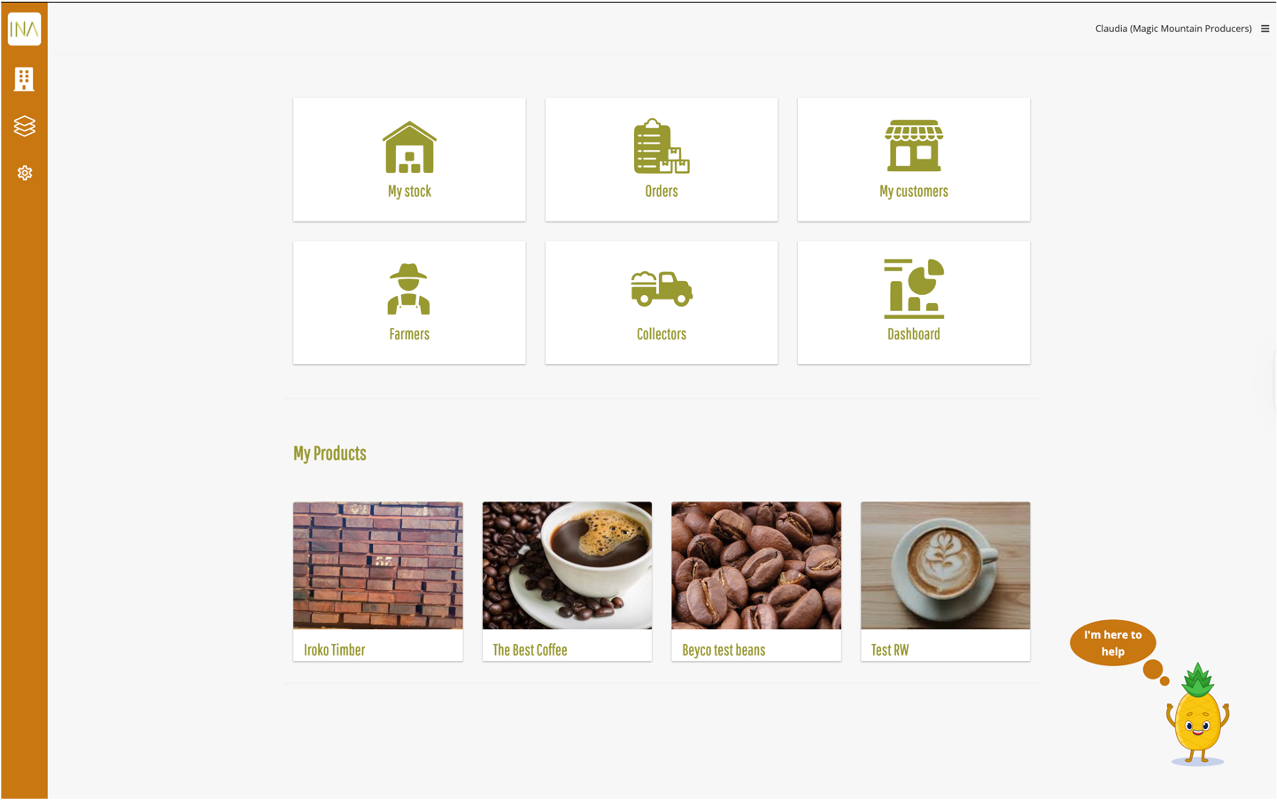 INA
Claudia (Magic Mountain Producers)
My stock
Orders
My customers
Farmers
Collectors
Dashboard
My Products
Iroko Timber
The Best Coffee
Beyco test beans
Test RW
I'm here to
help